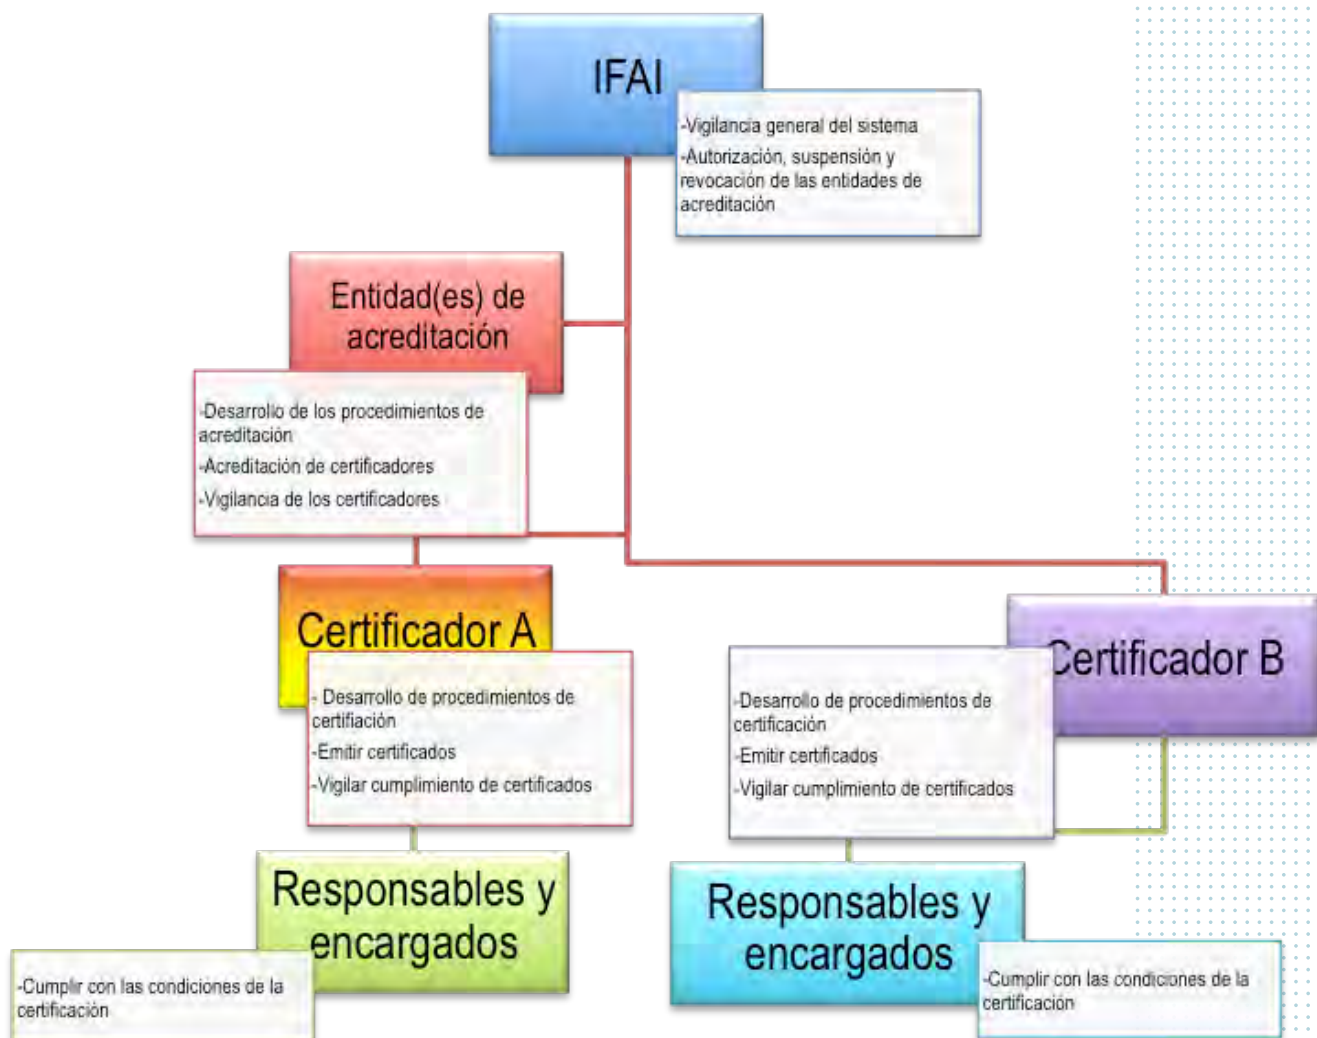 IFAI
-Vigilancia general del sistema
-Autorización, suspensión y
revocación de las entidades de
acreditación
Entidad(es) de
acreditación
-Desarrollo de los procedimientos de
acreditación
-Acreditación de certificadores
-Vigilancia de los certificadores
Certificador A
- Desarrollo de procedimientos de
certifiación
-Emitir certificados
-Vigilar cumplimiento de certificados
Certificador B
-Desarrollo de procedimientos de
certificación
-Emitir certificados
-Vigilar cumplimiento de certificados
Responsables y
encargados
-Cumplir con las condiciones de la
certificación
Responsables y
encargados
-Cumplir con las condiciones de la
certificación